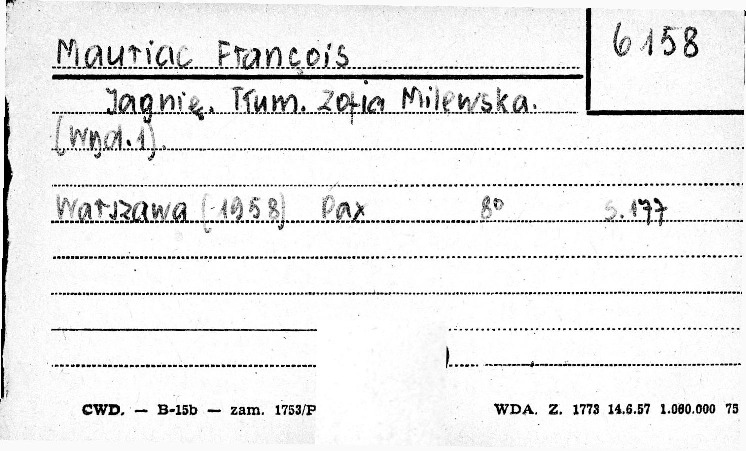 6158
Mauriac François
Jagnię. Tłum. Zofia Milewska.
(Wyd. 1).
Warszawa (1958) Pax 8° s. 177
CWD. — B-15b — zam. 1753/P
WDA. Z. 1773 14.6.57 1.060.000 75